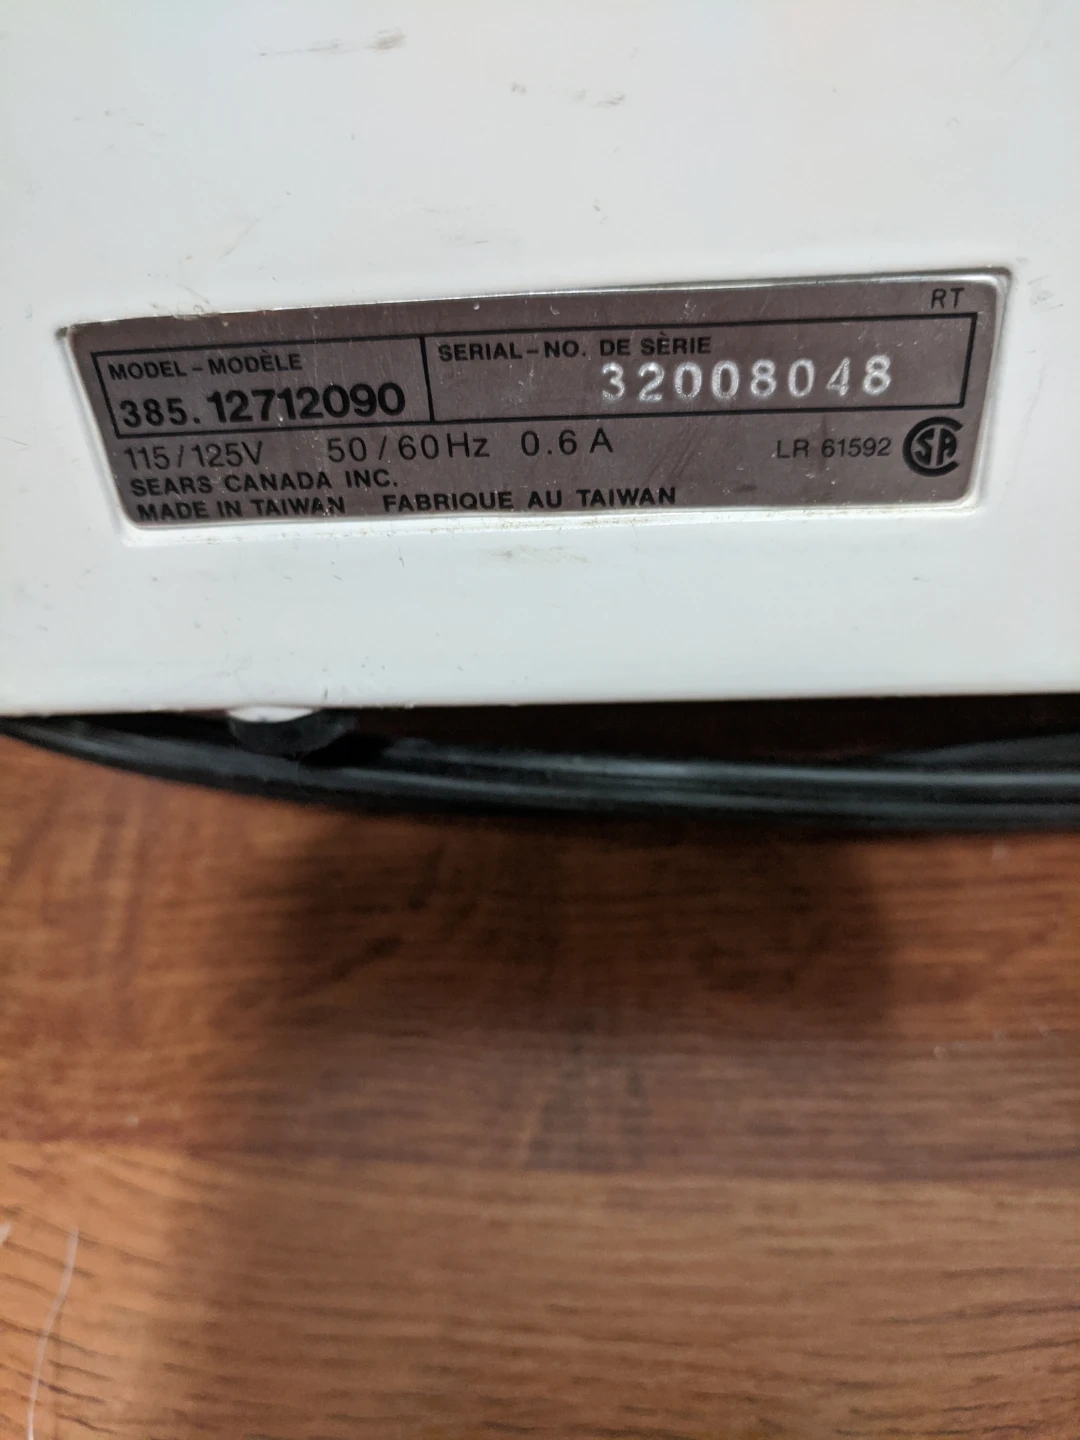 RT
MODEL-MODÈLE
385.12712090
SERIAL-NO. DE SÈRIE
32008048
115/125V 50/60Hz 0.6A
LR 61592 CSA
SEARS CANADA INC.
MADE IN TAIWAN FABRIQUE AU TAIWAN